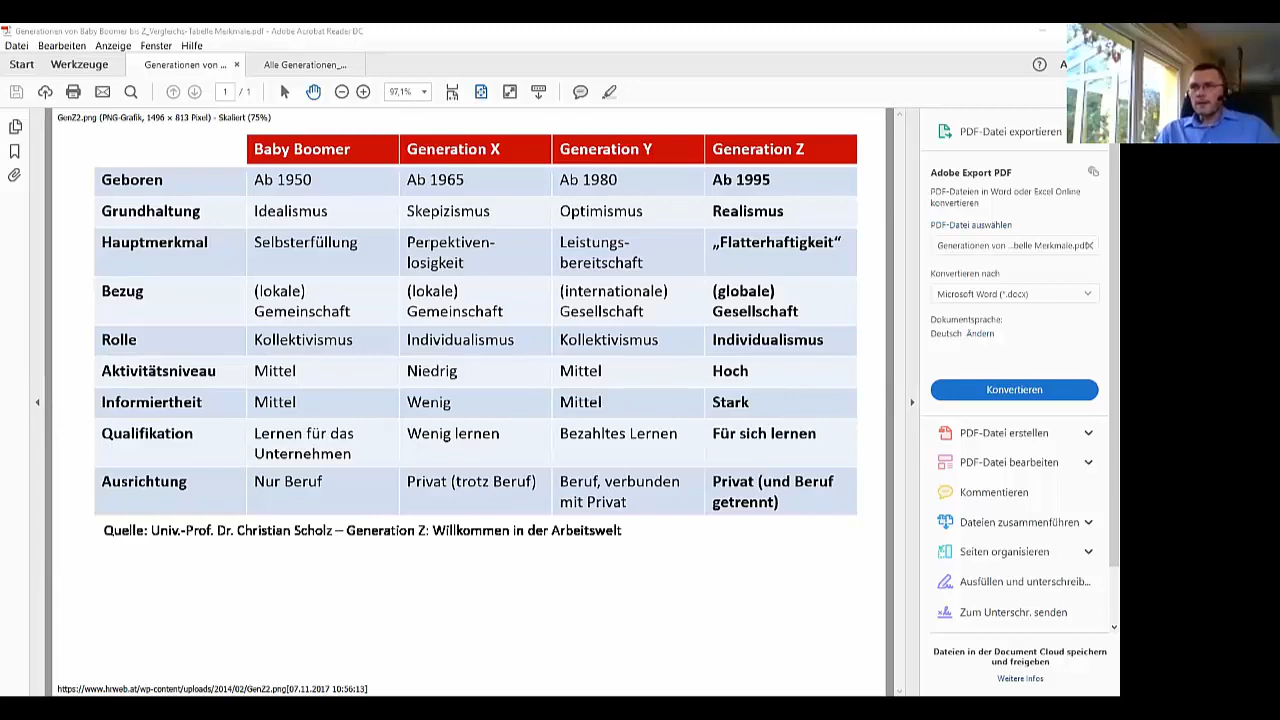 Generationen von Baby Boomer bis Z_Vergleichs-Tabelle Merkmale.pdf - Adobe Acrobat Reader DC
Datei Bearbeiten Anzeige Fenster Hilfe
Start Werkzeuge Generationen von ... × Alle Generationen_...
1 / 1 97,1%
GenZ2.png (PNG-Grafik, 1496 × 813 Pixel) - Skaliert (75%)
Baby Boomer Generation X Generation Y Generation Z
Geboren Ab 1950 Ab 1965 Ab 1980 Ab 1995
Grundhaltung Idealismus Skepizismus Optimismus Realismus
Hauptmerkmal Selbsterfüllung Perpektiven- Leistungs- „Flatterhaftigkeit“
losigkeit bereitschaft
Bezug (lokale) (lokale) (internationale) (globale)
Gemeinschaft Gemeinschaft Gesellschaft Gesellschaft
Rolle Kollektivismus Individualismus Kollektivismus Individualismus
Aktivitätsniveau Mittel Niedrig Mittel Hoch
Informiertheit Mittel Wenig Mittel Stark
Qualifikation Lernen für das Wenig lernen Bezahltes Lernen Für sich lernen
Unternehmen
Ausrichtung Nur Beruf Privat (trotz Beruf) Beruf, verbunden Privat (und Beruf
mit Privat getrennt)
Quelle: Univ.-Prof. Dr. Christian Scholz – Generation Z: Willkommen in der Arbeitswelt
https://www.hrweb.at/wp-content/uploads/2014/02/GenZ2.png[07.11.2017 10:56:13]
PDF-Datei exportieren
Adobe Export PDF
PDF-Dateien in Word oder Excel Online
konvertieren
PDF-Datei auswählen
Generationen von ...belle Merkmale.pdf
Konvertieren nach
Microsoft Word (*.docx)
Dokumentsprache:
Deutsch Ändern
Konvertieren
PDF-Datei erstellen
PDF-Datei bearbeiten
Kommentieren
Dateien zusammenführen
Seiten organisieren
Ausfüllen und unterschreib...
Zum Unterschr. senden
Dateien in der Document Cloud speichern
und freigeben
Weitere Infos